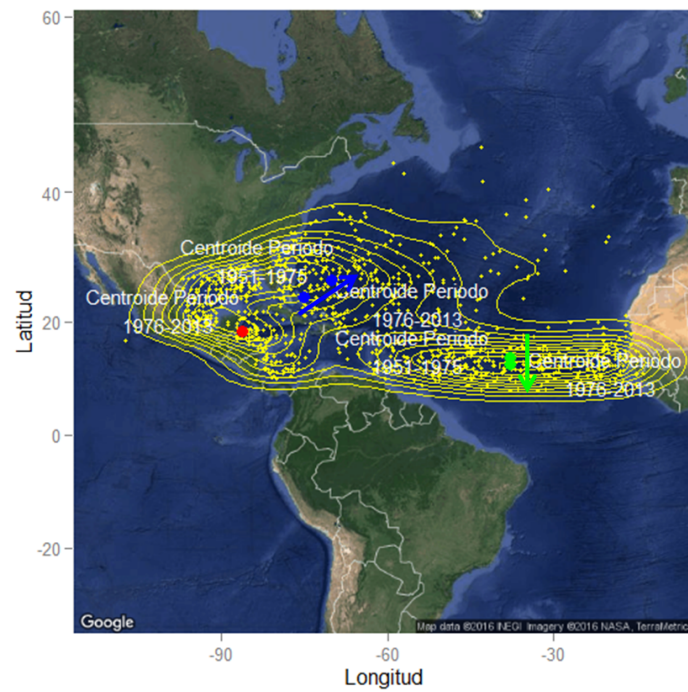 60
40
20
0
-20
Latitud
Centroide Periodo
1951-1975
Centroide Periodo
1976-2013
Centroide Periodo
1976-2013
Centroide Periodo
1951-1975
Centroide Periodo
1976-2013
Google
Map data ©2016 INEGI Imagery ©2016 NASA, TerraMetric
-90
-60
-30
Longitud